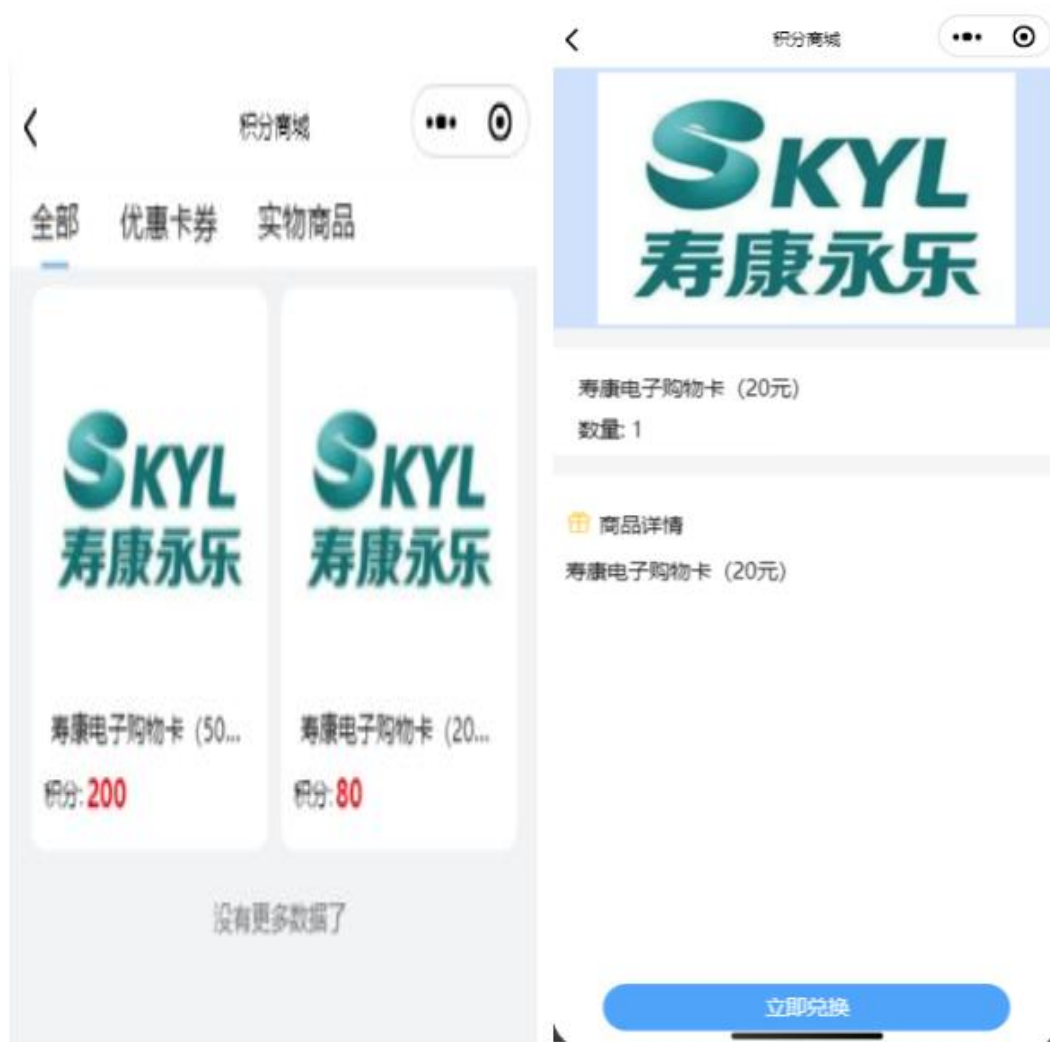 积分商城
全部 优惠卡券 实物商品
SKYL
寿康永乐
SKYL
寿康永乐
寿康电子购物卡（50...
积分: 200
寿康电子购物卡（20...
积分: 80
没有更多数据了
积分商城
SKYL
寿康永乐
寿康电子购物卡（20元）
数量: 1
商品详情
寿康电子购物卡（20元）
立即兑换